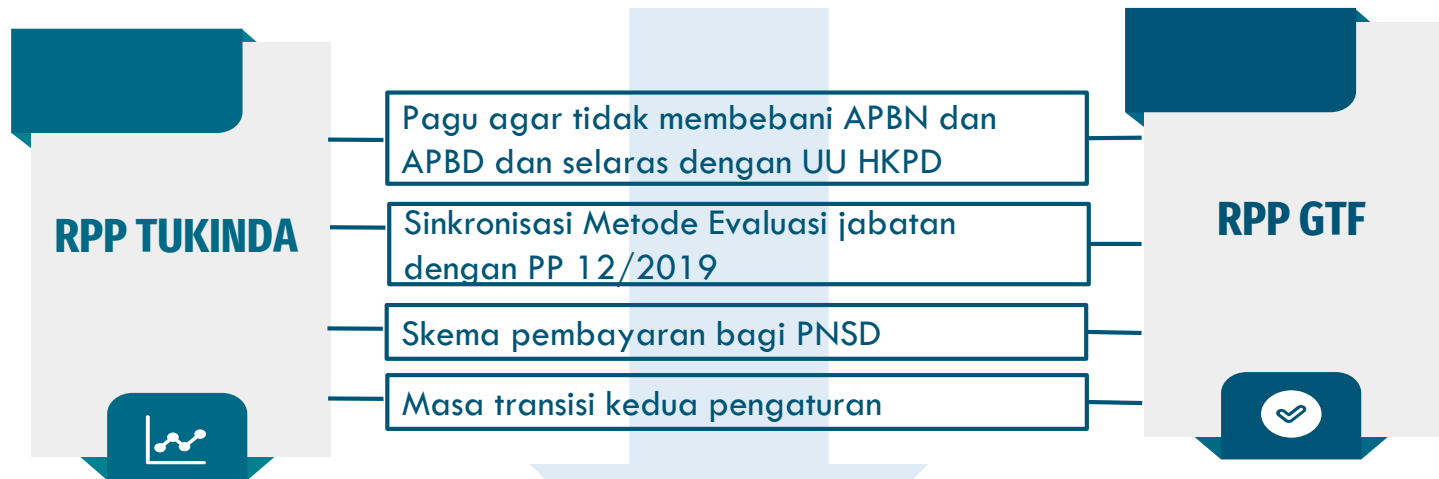 RPP TUKINDA
Pagu agar tidak membebani APBN dan
APBD dan selaras dengan UU HKPD
Sinkronisasi Metode Evaluasi jabatan
dengan PP 12/2019
Skema pembayaran bagi PNSD
Masa transisi kedua pengaturan
RPP GTF